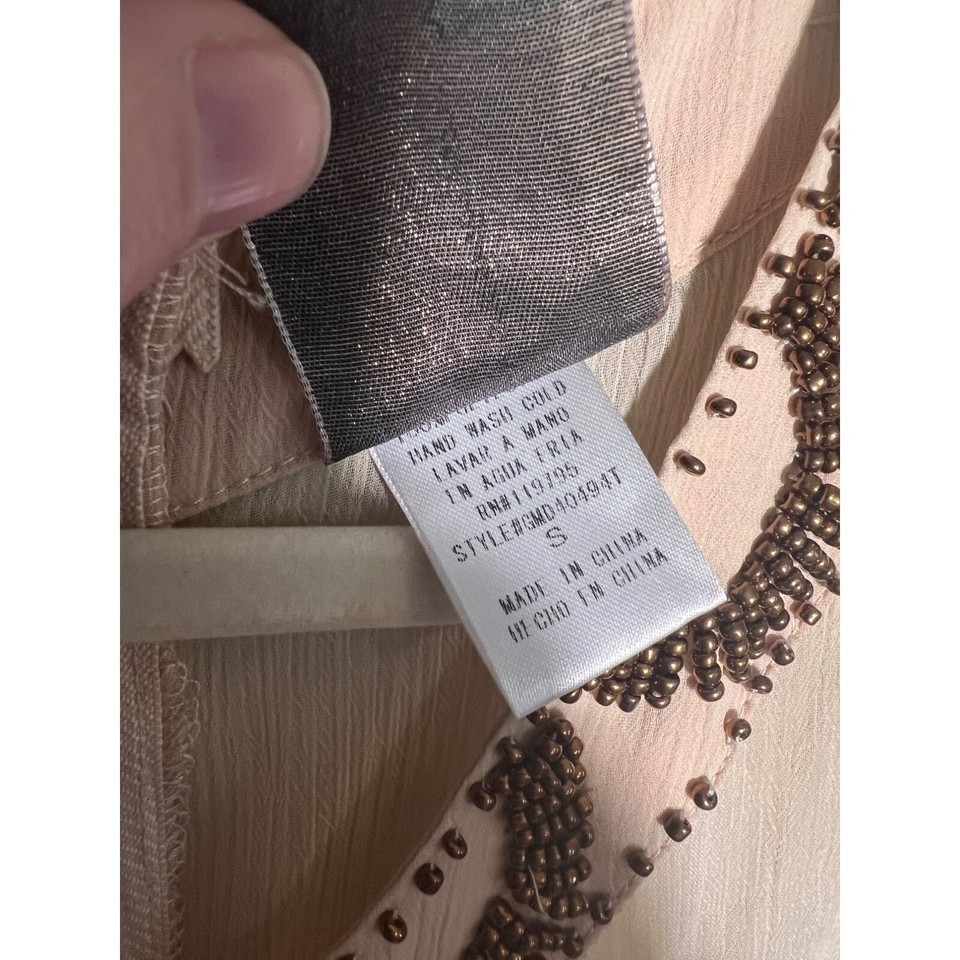 HAND WASH COLD
LAVAR A MANO
EN AGUA FRIA
RN#119795
STYLE#GMD40494T
S
MADE IN CHINA
HECHO EN CHINA